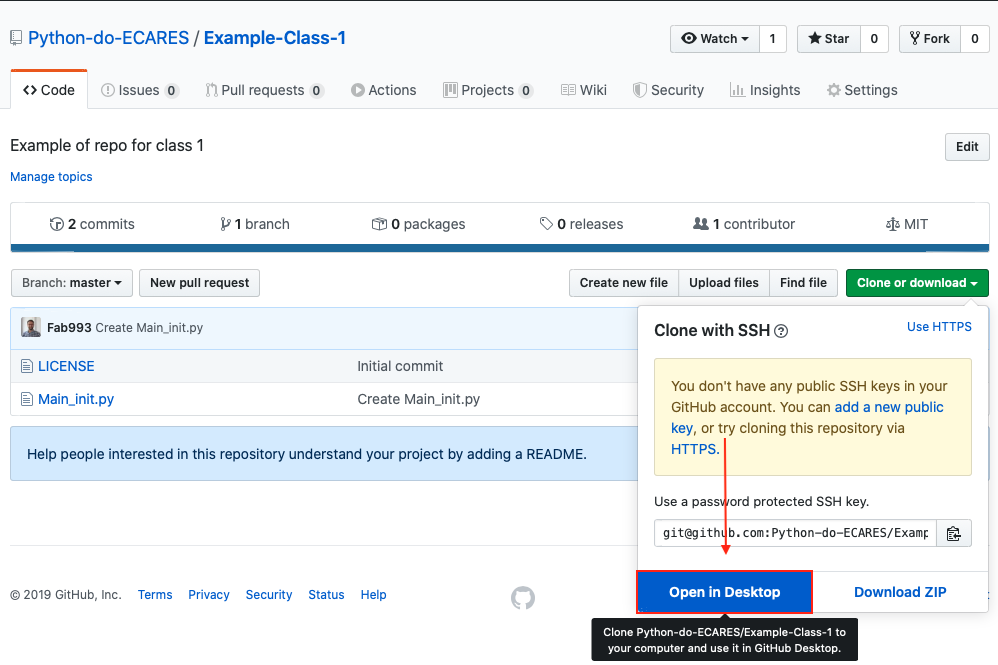 Python-do-ECARES / Example-Class-1
Watch 1 Star 0 Fork 0
Code Issues 0 Pull requests 0 Actions Projects 0 Wiki Security Insights Settings
Example of repo for class 1 Edit
Manage topics
2 commits 1 branch 0 packages 0 releases 1 contributor MIT
Branch: master New pull request Create new file Upload files Find file Clone or download
Fab993 Create Main_init.py
LICENSE Initial commit
Main_init.py Create Main_init.py
Help people interested in this repository understand your project by adding a README.
Clone with SSH ? Use HTTPS
You don't have any public SSH keys in your
GitHub account. You can add a new public
key, or try cloning this repository via
HTTPS.
Use a password protected SSH key.
git@github.com:Python-do-ECARES/Examp
Open in Desktop Download ZIP
Clone Python-do-ECARES/Example-Class-1 to
your computer and use it in GitHub Desktop.
© 2019 GitHub, Inc. Terms Privacy Security Status Help